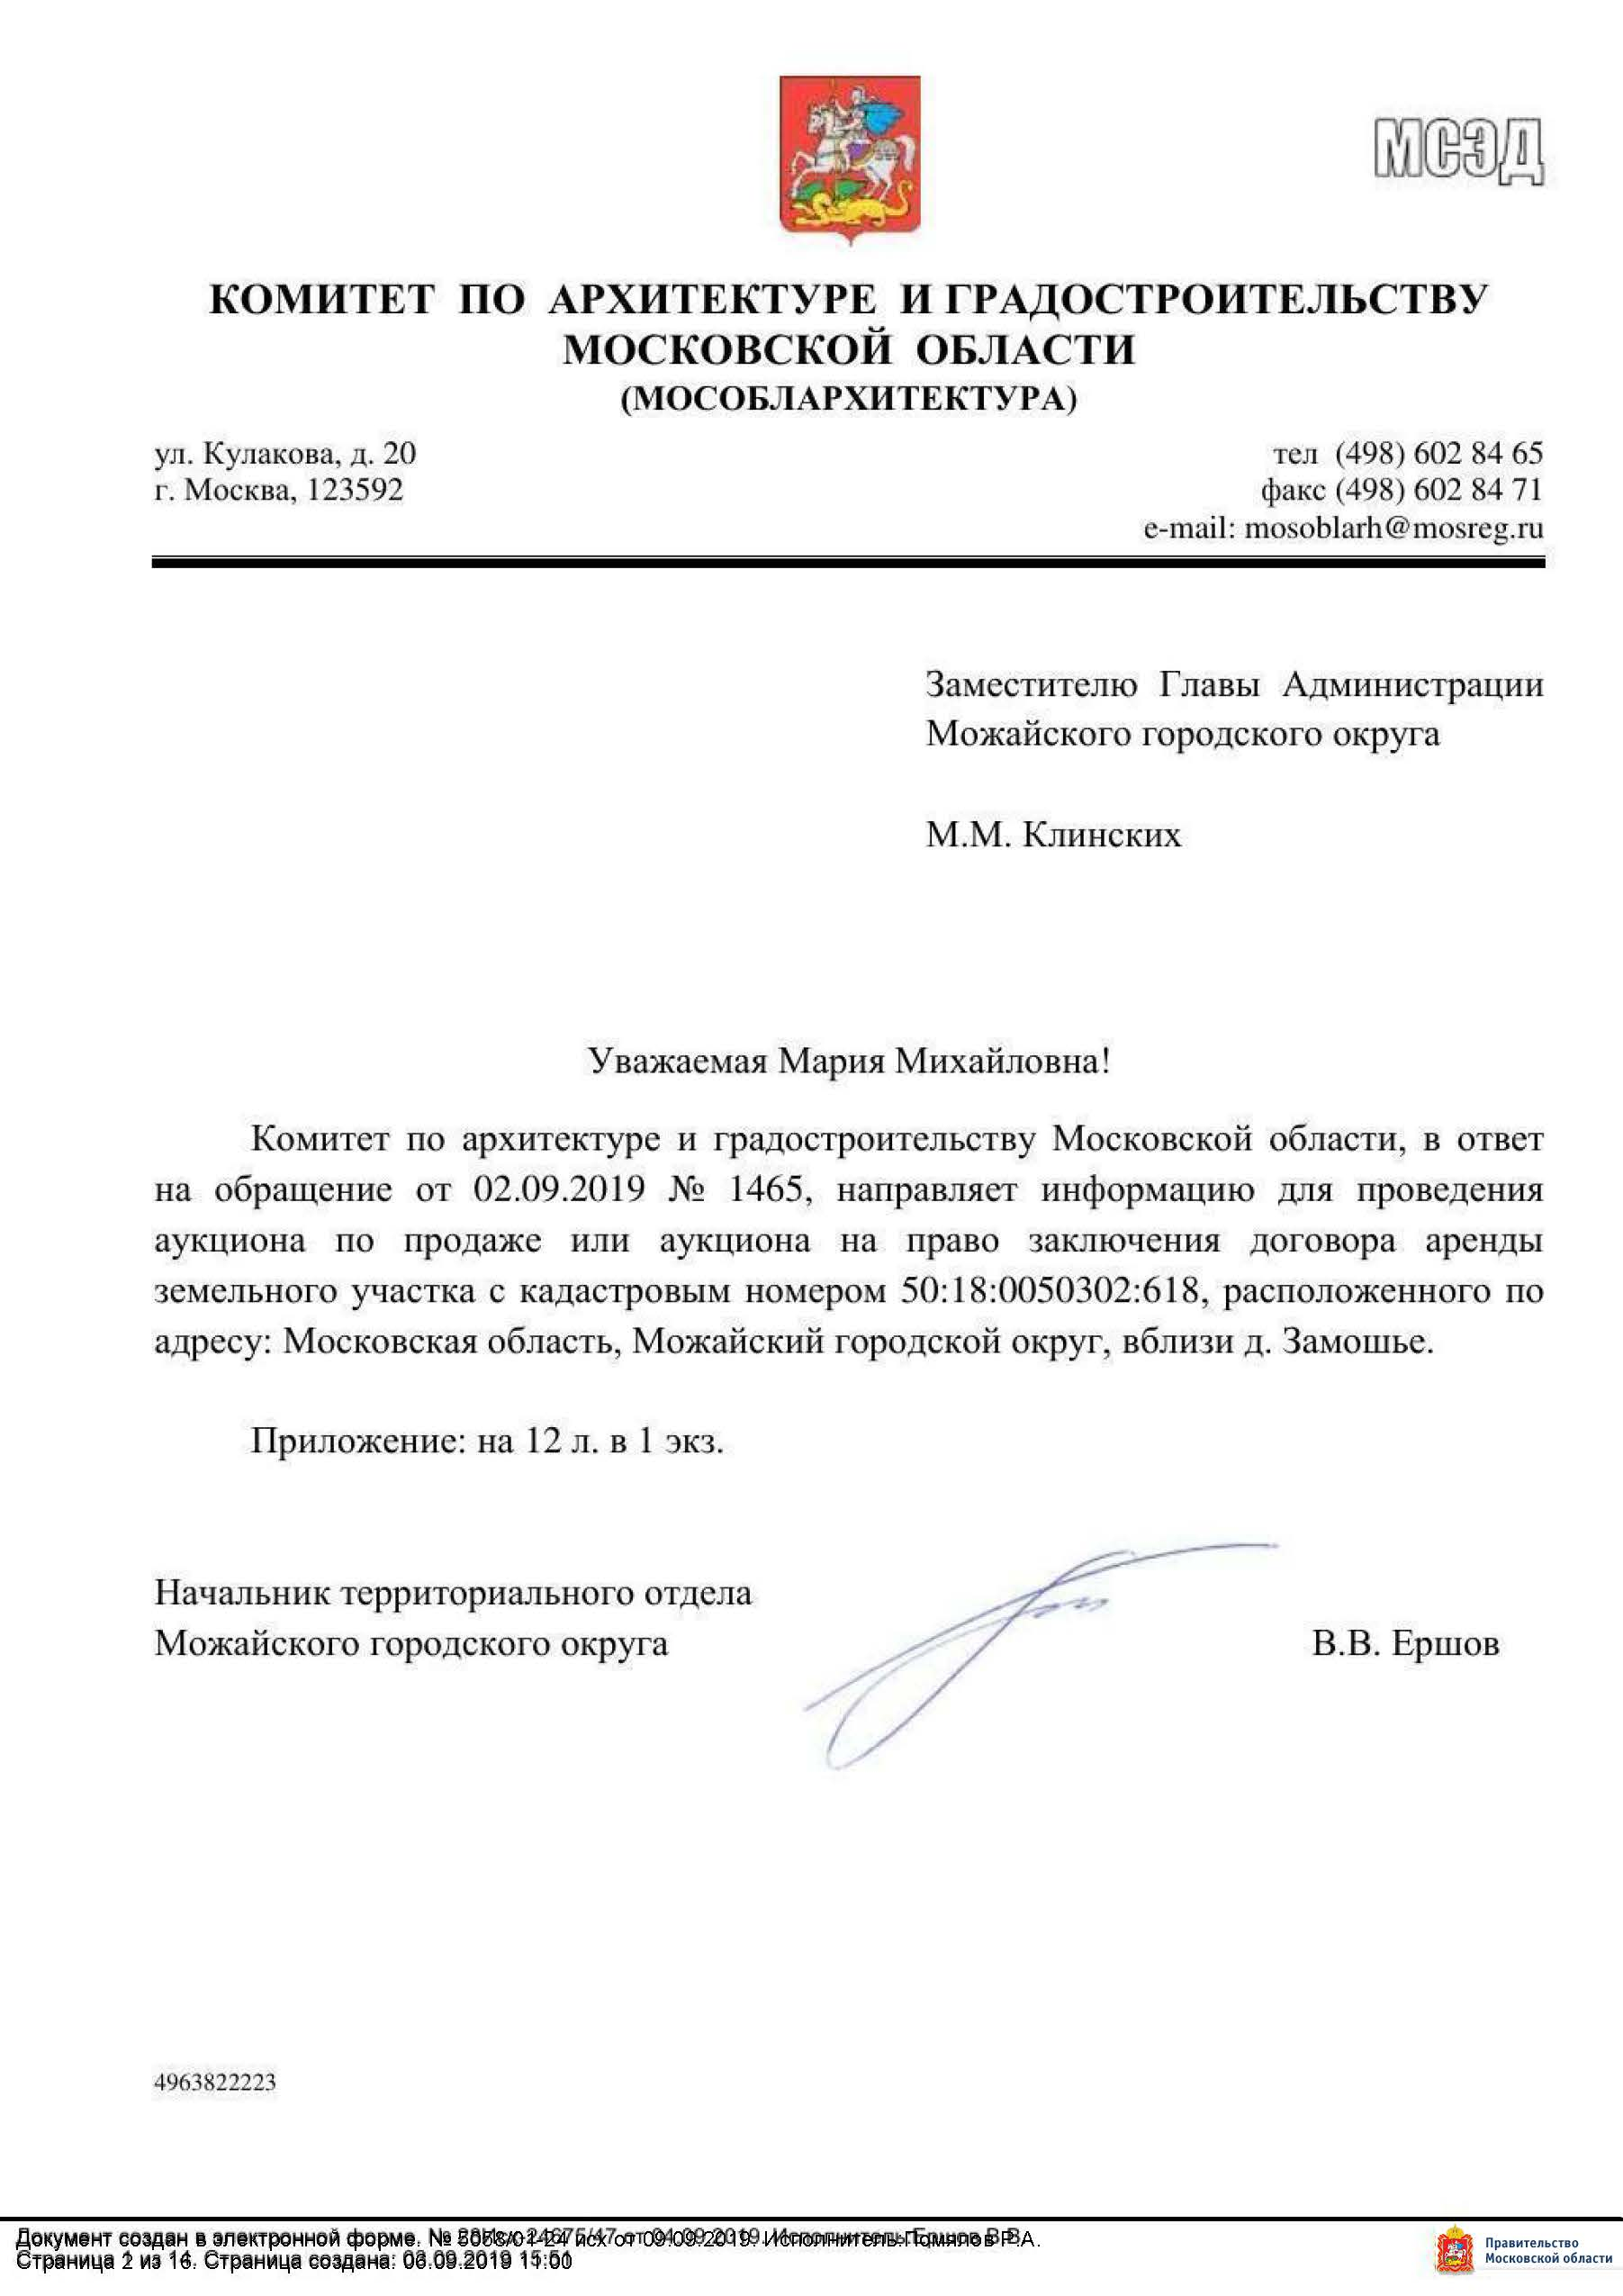 МСЭД
КОМИТЕТ ПО АРХИТЕКТУРЕ И ГРАДОСТРОИТЕЛЬСТВУ
МОСКОВСКОЙ ОБЛАСТИ
(МОСОБЛАРХИТЕКТУРА)
ул. Кулакова, д. 20
г. Москва, 123592
тел (498) 602 84 65
факс (498) 602 84 71
e-mail: mosoblarh@mosreg.ru
Заместителю Главы Администрации
Можайского городского округа
М.М. Клинских
Уважаемая Мария Михайловна!
Комитет по архитектуре и градостроительству Московской области, в ответ
на обращение от 02.09.2019 № 1465, направляет информацию для проведения
аукциона по продаже или аукциона на право заключения договора аренды
земельного участка с кадастровым номером 50:18:0050302:618, расположенного по
адресу: Московская область, Можайский городской округ, вблизи д. Замошье.
Приложение: на 12 л. в 1 экз.
Начальник территориального отдела
Можайского городского округа
В.В. Ершов
4963822223
Документ создан в электронной форме. №
Страница из Страница создана:
Правительство
Московской области